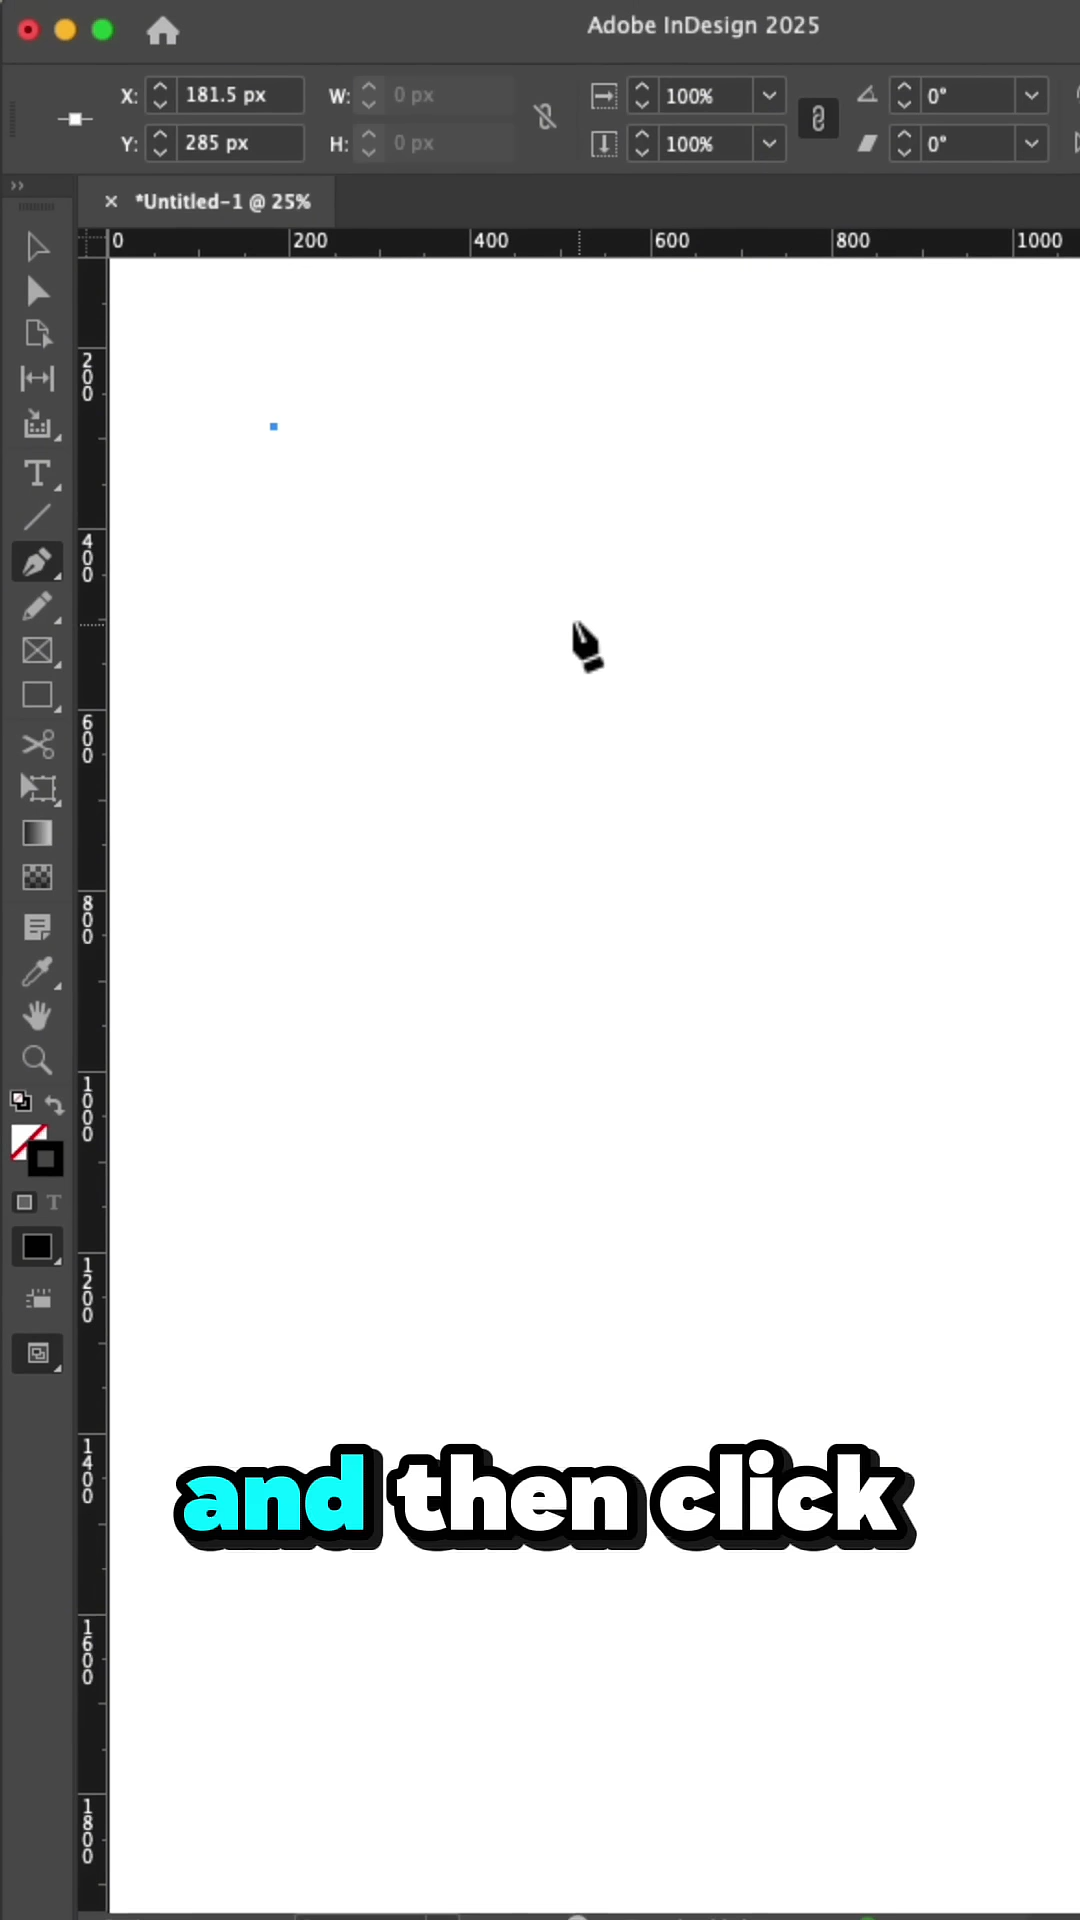 Adobe InDesign 2025
X: 181.5 px W: 0 px 100% 0°
Y: 285 px H: 0 px 100% 0°
*Untitled-1 @ 25%
0 200 400 600 800 1000
200
400
600
800
1000
1200
1400
1600
1800
T
T
and then click